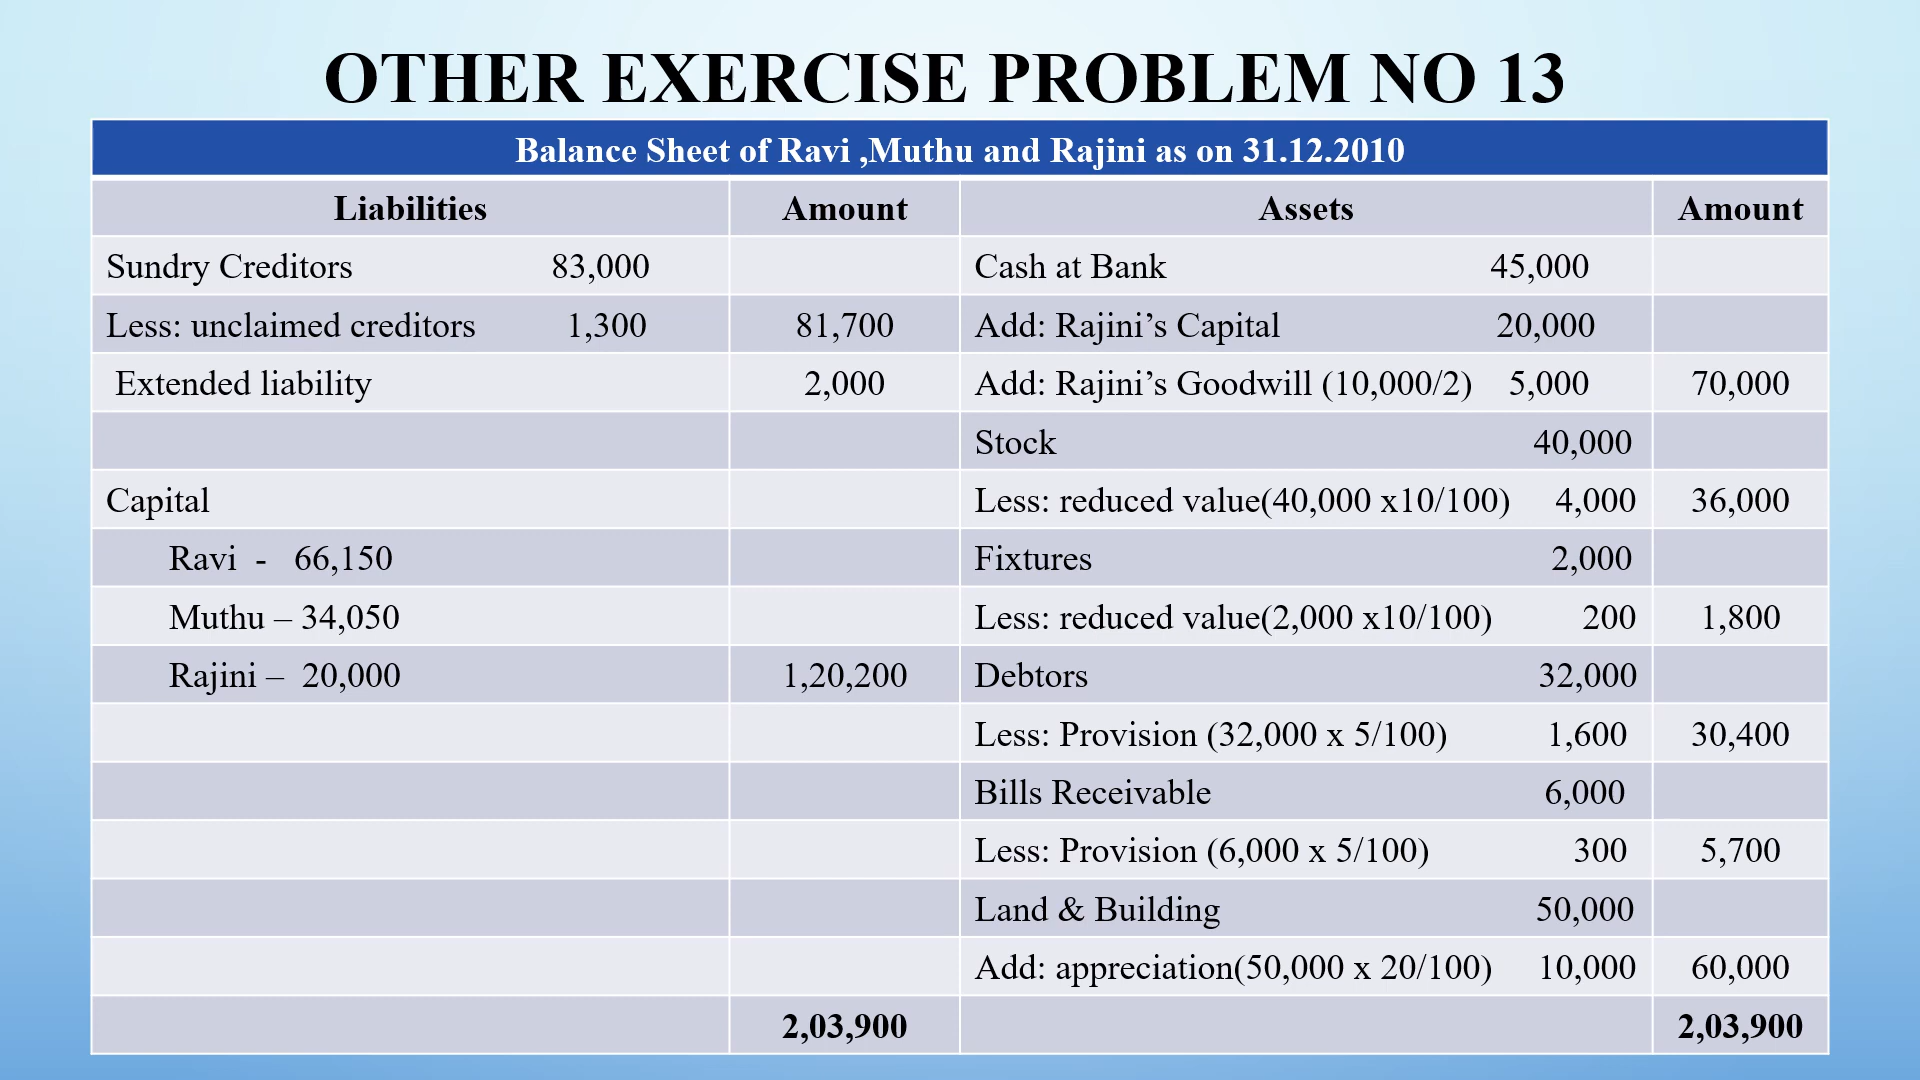 OTHER EXERCISE PROBLEM NO 13
Balance Sheet of Ravi ,Muthu and Rajini as on 31.12.2010
Liabilities Amount Assets Amount
Sundry Creditors 83,000 Cash at Bank 45,000
Less: unclaimed creditors 1,300 81,700 Add: Rajini’s Capital 20,000
Extended liability 2,000 Add: Rajini’s Goodwill (10,000/2) 5,000 70,000
Stock 40,000
Capital Less: reduced value(40,000 x10/100) 4,000 36,000
Ravi - 66,150 Fixtures 2,000
Muthu – 34,050 Less: reduced value(2,000 x10/100) 200 1,800
Rajini – 20,000 1,20,200 Debtors 32,000
Less: Provision (32,000 x 5/100) 1,600 30,400
Bills Receivable 6,000
Less: Provision (6,000 x 5/100) 300 5,700
Land & Building 50,000
Add: appreciation(50,000 x 20/100) 10,000 60,000
2,03,900 2,03,900